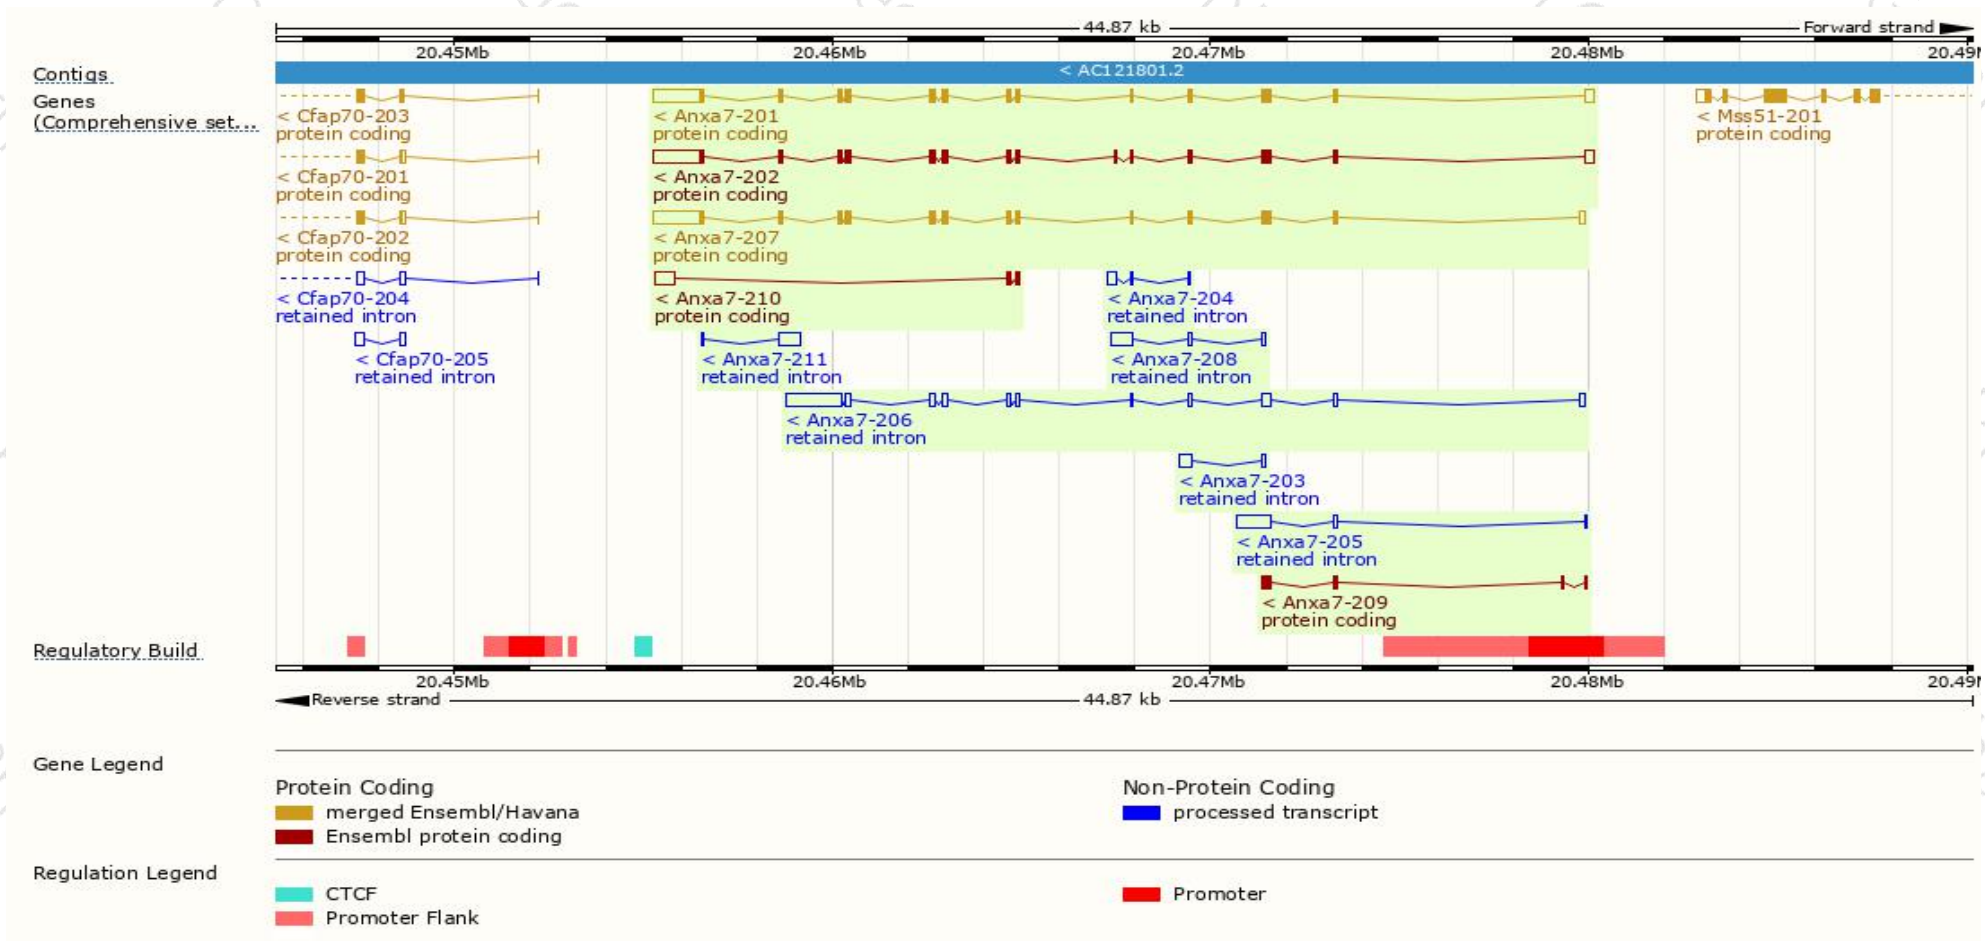 44.87 kb
Forward strand
20.45Mb 20.46Mb 20.47Mb 20.48Mb
Contigs
< AC121801.2
Genes
(Comprehensive set...
< Cfap70-203
protein coding
< Anxa7-201
protein coding
< Mss51-201
protein coding
< Cfap70-201
protein coding
< Anxa7-202
protein coding
< Cfap70-202
protein coding
< Anxa7-207
protein coding
< Cfap70-204
retained intron
< Anxa7-210
protein coding
< Anxa7-204
retained intron
< Cfap70-205
retained intron
< Anxa7-211
retained intron
< Anxa7-208
retained intron
< Anxa7-206
retained intron
< Anxa7-203
retained intron
< Anxa7-205
retained intron
< Anxa7-209
protein coding
Regulatory Build
20.45Mb 20.46Mb 20.47Mb 20.48Mb
Reverse strand
44.87 kb
Gene Legend
Protein Coding
merged Ensembl/Havana
Ensembl protein coding
Non-Protein Coding
processed transcript
Regulation Legend
CTCF
Promoter Flank
Promoter